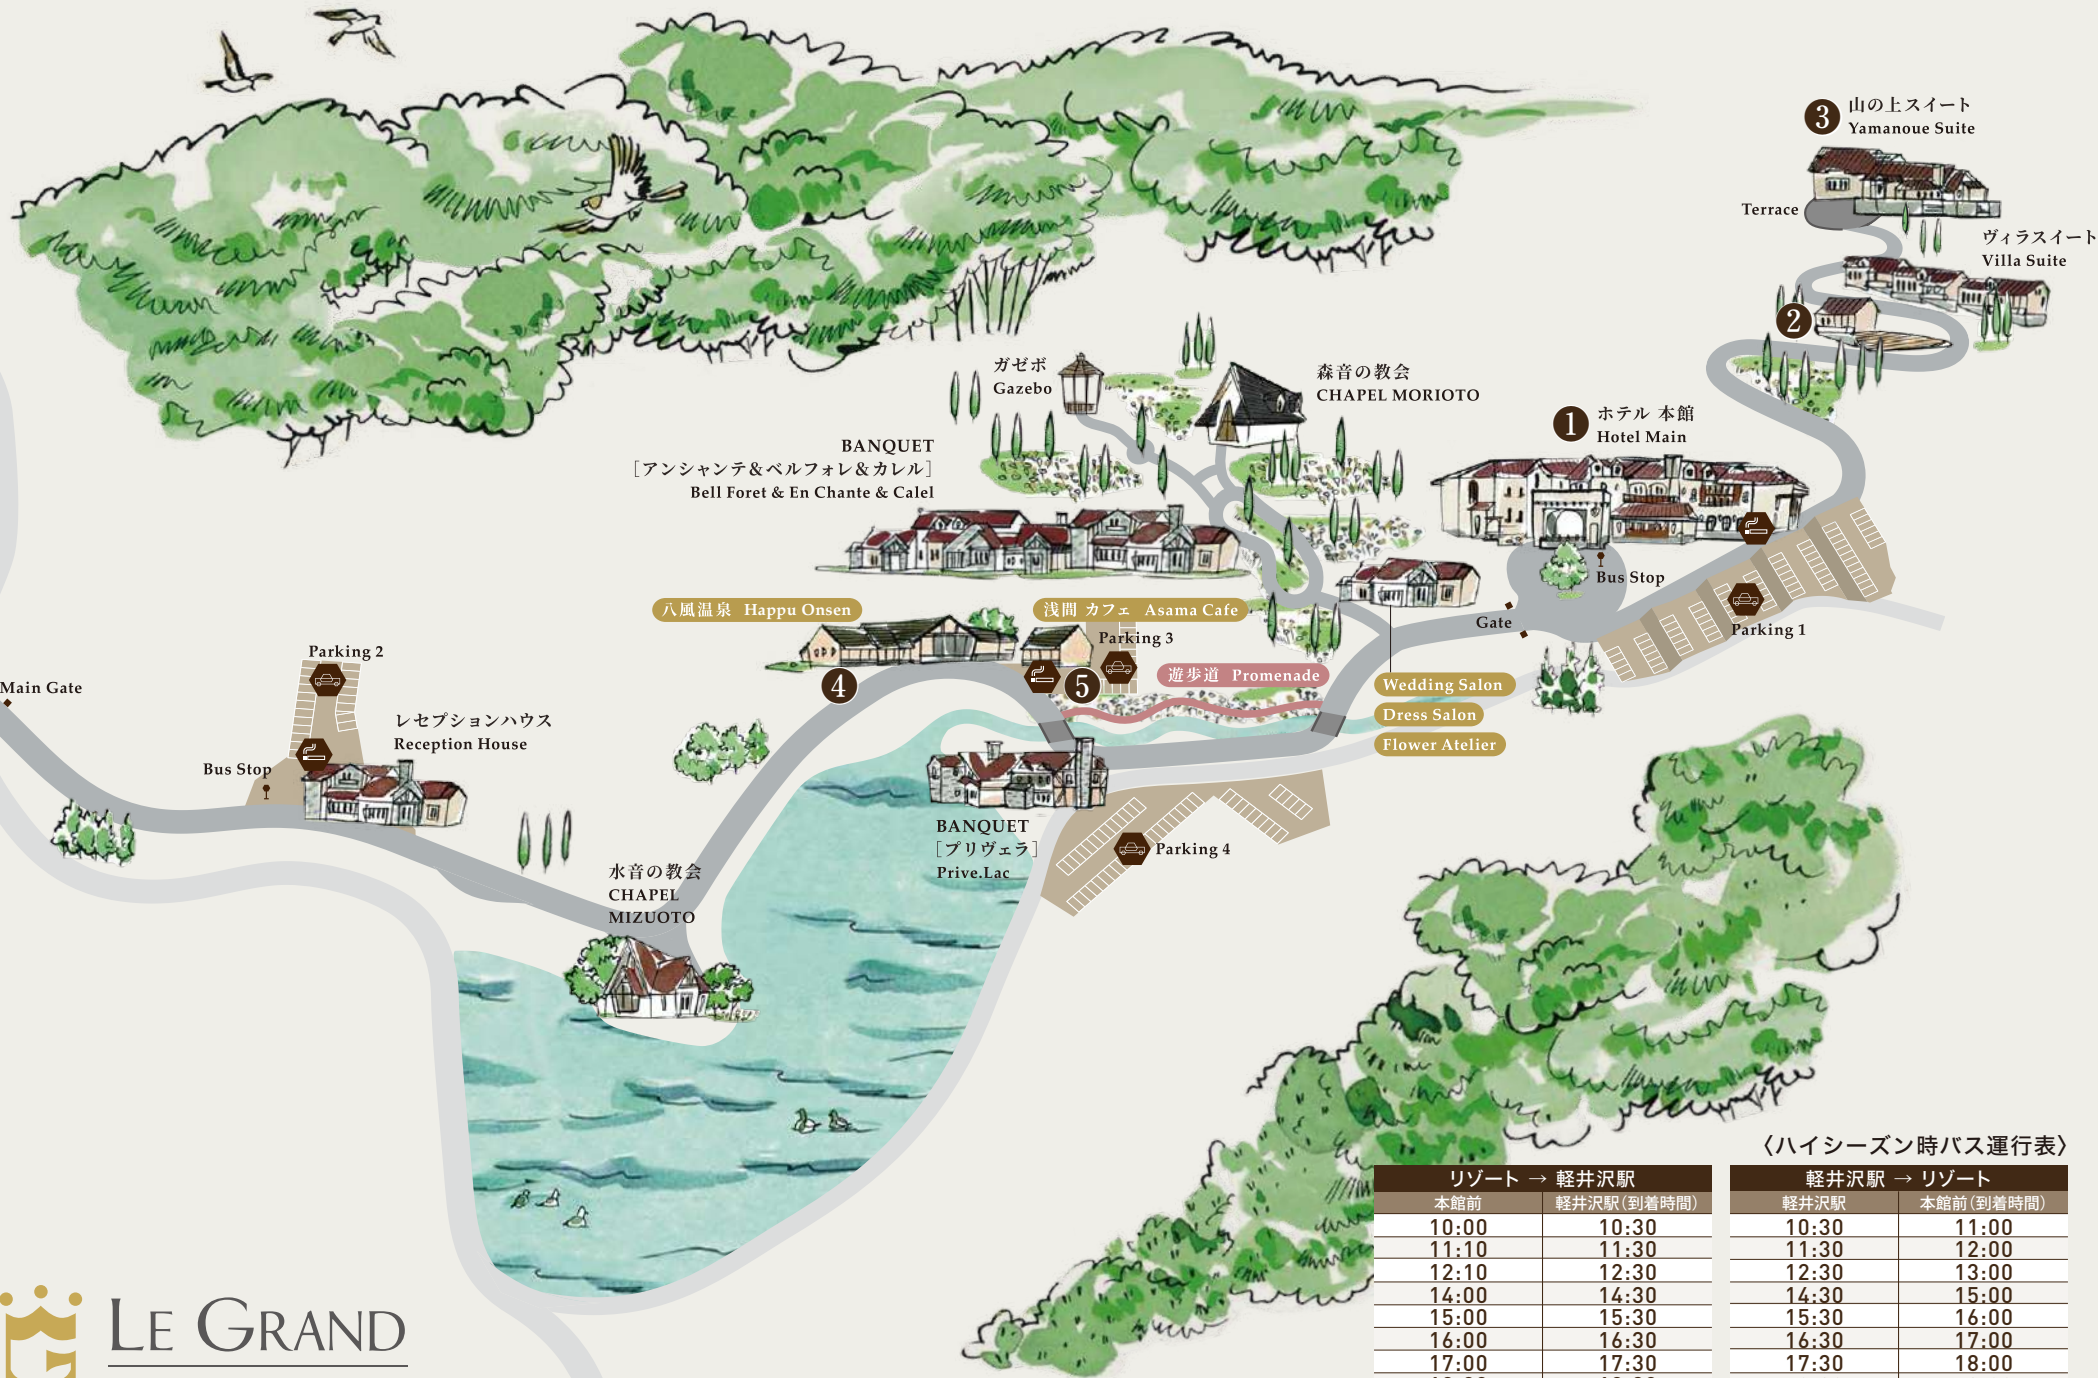 3
山の上スイート
Yamanoue Suite
Terrace
ヴィラスイート
Villa Suite
2
ガゼボ
Gazebo
森音の教会
CHAPEL MORIOTO
1
ホテル 本館
Hotel Main
BANQUET
［アンシャンテ＆ベルフォレ＆カレル］
Bell Foret & En Chante & Calel
Bus Stop
Gate
Parking 1
八風温泉 Happu Onsen
浅間 カフェ Asama Cafe
Parking 3
4
5
遊歩道 Promenade
Wedding Salon
Dress Salon
Flower Atelier
Parking 2
Main Gate
レセプションハウス
Reception House
Bus Stop
BANQUET
［プリヴェラ］
Prive.Lac
Parking 4
水音の教会
CHAPEL
MIZUOTO
〈ハイシーズン時バス運行表〉
リゾート → 軽井沢駅
本館前 軽井沢駅（到着時間）
10:00 10:30
11:10 11:30
12:10 12:30
14:00 14:30
15:00 15:30
16:00 16:30
17:00 17:30
軽井沢駅 → リゾート
軽井沢駅 本館前（到着時間）
10:30 11:00
11:30 12:00
12:30 13:00
14:30 15:00
15:30 16:00
16:30 17:00
17:30 18:00
LE GRAND